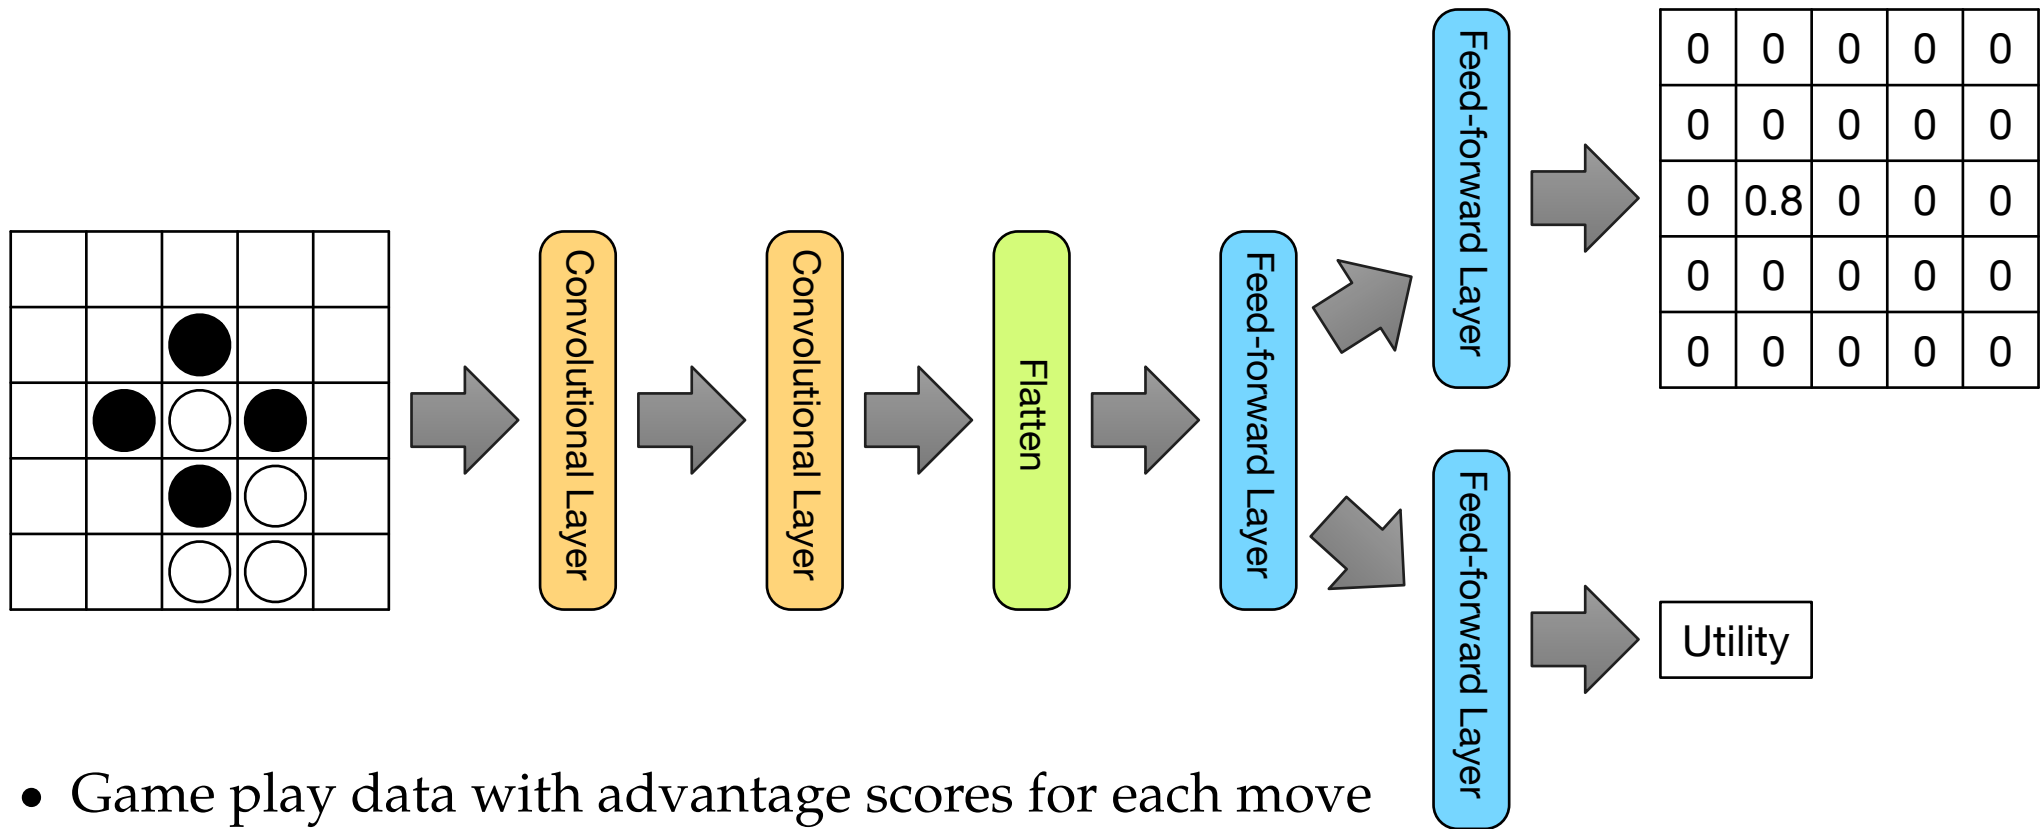 Convolutional Layer
Convolutional Layer
Flatten
Feed-forward Layer
Feed-forward Layer
0 0 0 0 0
0 0 0 0 0
0 0.8 0 0 0
0 0 0 0 0
0 0 0 0 0
Feed-forward Layer
Utility
• Game play data with advantage scores for each move